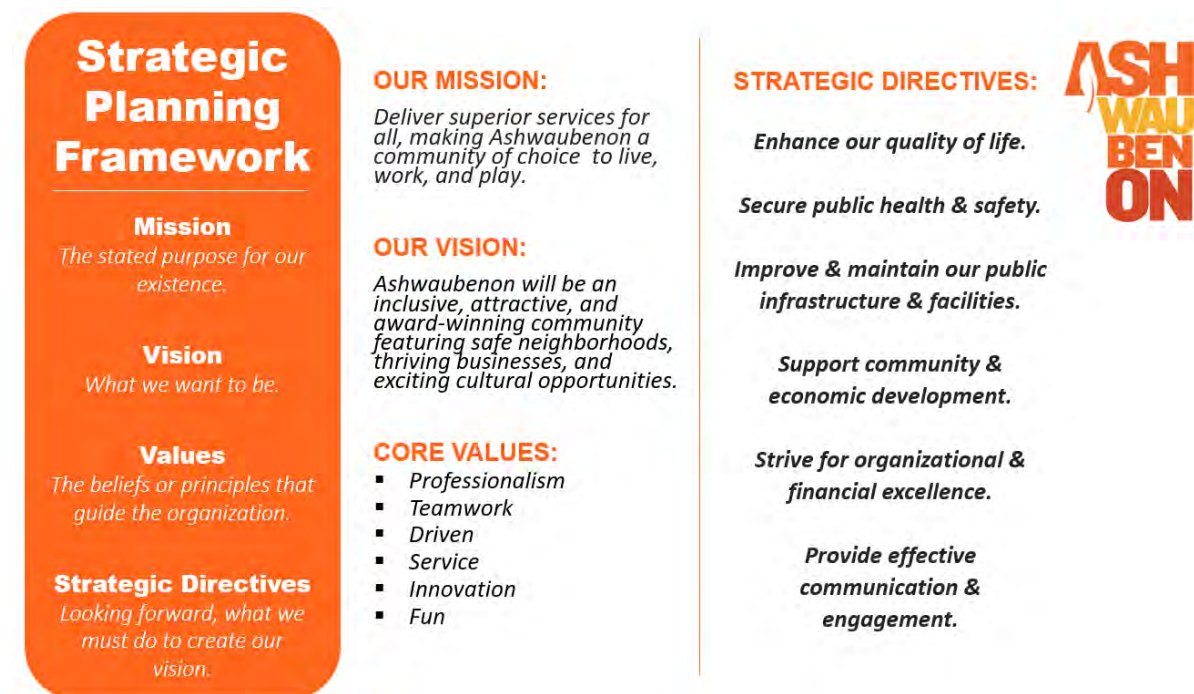 Strategic
Planning
Framework
Mission
The stated purpose for our
existence.
Vision
What we want to be.
Values
The beliefs or principles that
guide the organization.
Strategic Directives
Looking forward, what we
must do to create our
vision.
OUR MISSION:
Deliver superior services for
all, making Ashwaubenon a
community of choice to live,
work, and play.
OUR VISION:
Ashwaubenon will be an
inclusive, attractive, and
award-winning community
featuring safe neighborhoods,
thriving businesses, and
exciting cultural opportunities.
CORE VALUES:
▪ Professionalism
▪ Teamwork
▪ Driven
▪ Service
▪ Innovation
▪ Fun
STRATEGIC DIRECTIVES:
Enhance our quality of life.
Secure public health & safety.
Improve & maintain our public
infrastructure & facilities.
Support community &
economic development.
Strive for organizational &
financial excellence.
Provide effective
communication &
engagement.
ASH
WAU
BEN
ON